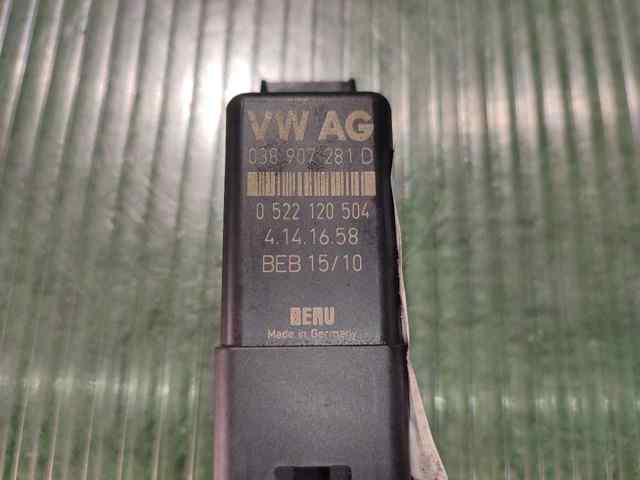 VW AG
038 907 281 D
0 522 120 504
4.14.16.58
BEB 15/10
BERU
Made in Germany